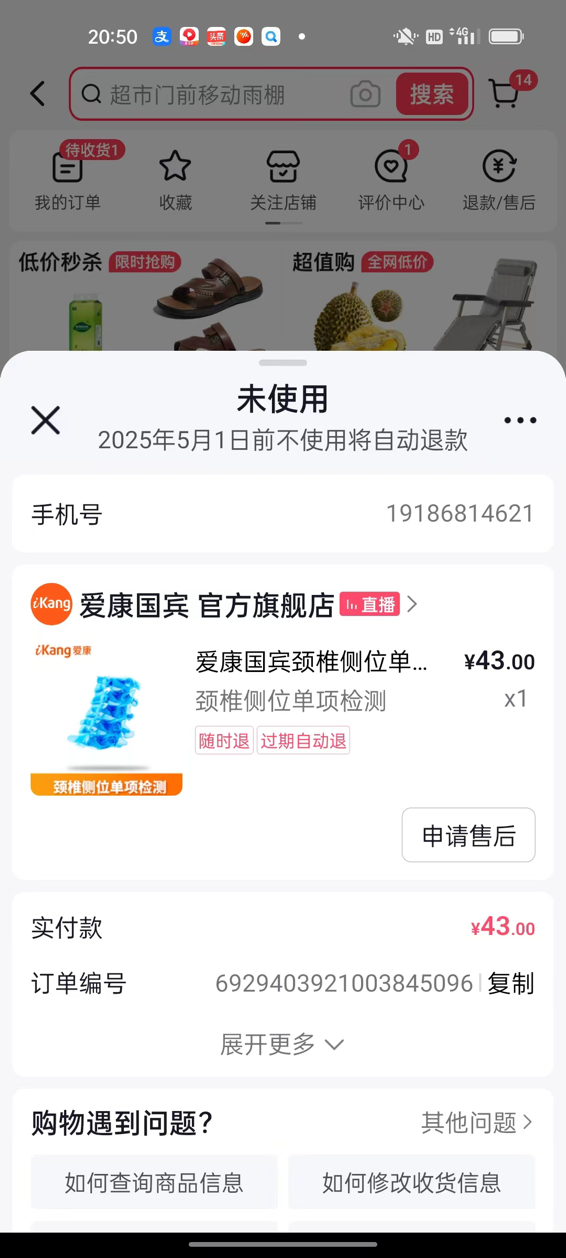 20:50
支
头条
HD 4G
超市门前移动雨棚
搜索
14
待收货1
1
我的订单
收藏
关注店铺
评价中心
退款/售后
低价秒杀 限时抢购
超值购 全网低价
未使用
2025年5月1日前不使用将自动退款
手机号
19186814621
iKang
爱康国宾 官方旗舰店
直播
iKang爱康
爱康国宾颈椎侧位单...
¥43.00
颈椎侧位单项检测
x1
随时退 过期自动退
颈椎侧位单项检测
申请售后
实付款
¥43.00
订单编号
6929403921003845096 复制
展开更多
购物遇到问题?
其他问题
如何查询商品信息
如何修改收货信息